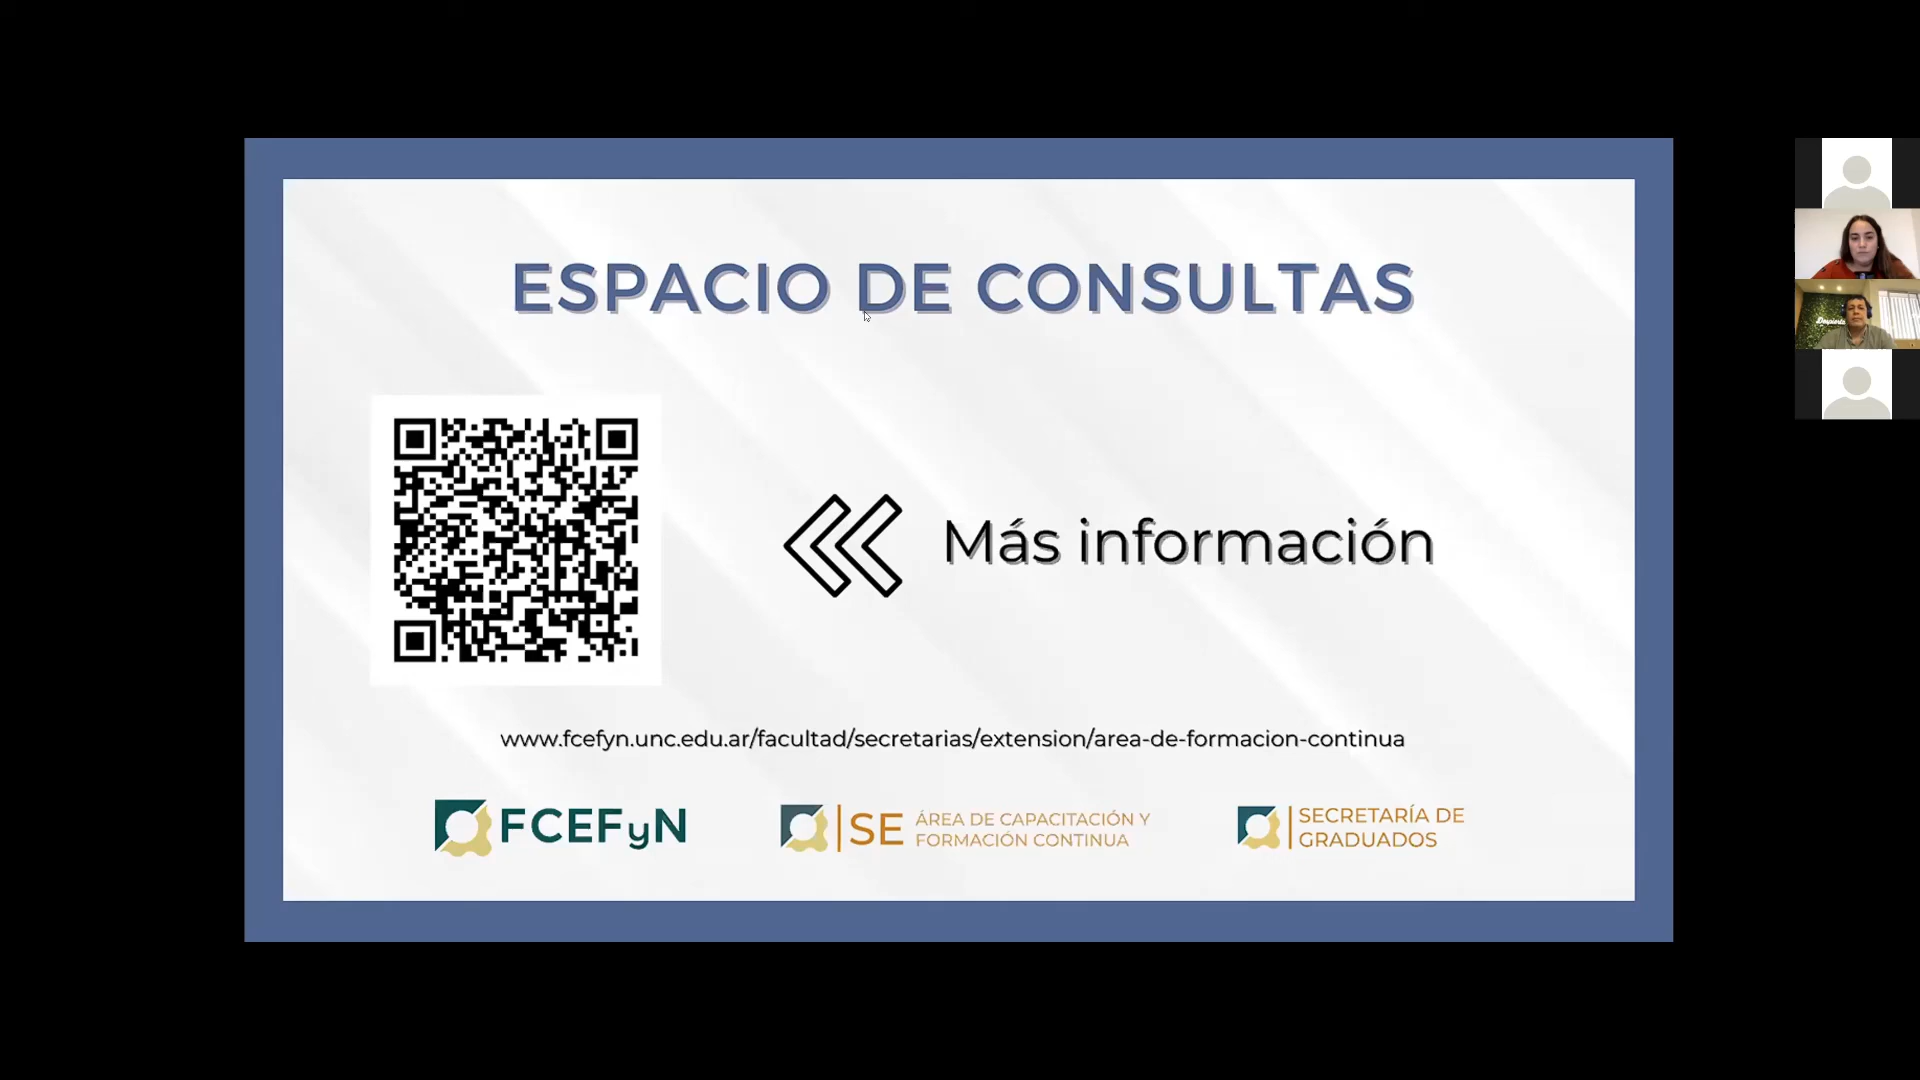 ESPACIO DE CONSULTAS
Más información
www.fcefyn.unc.edu.ar/facultad/secretarias/extension/area-de-formacion-continua
FCEFyN
SE ÁREA DE CAPACITACIÓN Y
FORMACIÓN CONTINUA
SECRETARÍA DE
GRADUADOS